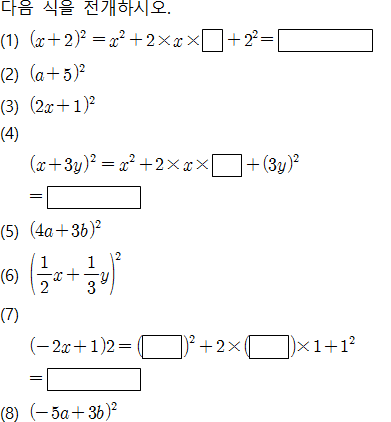 다음 식을 전개하시오.
(1) (x+2)² = x² + 2×x×□ + 2² = □
(2) (a+5)²
(3) (2x+1)²
(4)
(x+3y)² = x² + 2×x×□ + (3y)²
= □
(5) (4a+3b)²
(6) (1/2 x + 1/3 y)²
(7)
(−2x+1)2 = (□)² + 2×(□)×1+1²
= □
(8) (−5a+3b)²